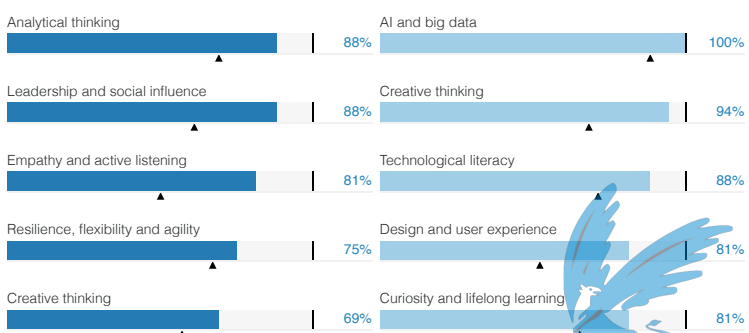 Analytical thinking
88%
Leadership and social influence
88%
Empathy and active listening
81%
Resilience, flexibility and agility
75%
Creative thinking
69%
AI and big data
100%
Creative thinking
94%
Technological literacy
88%
Design and user experience
81%
Curiosity and lifelong learning
81%